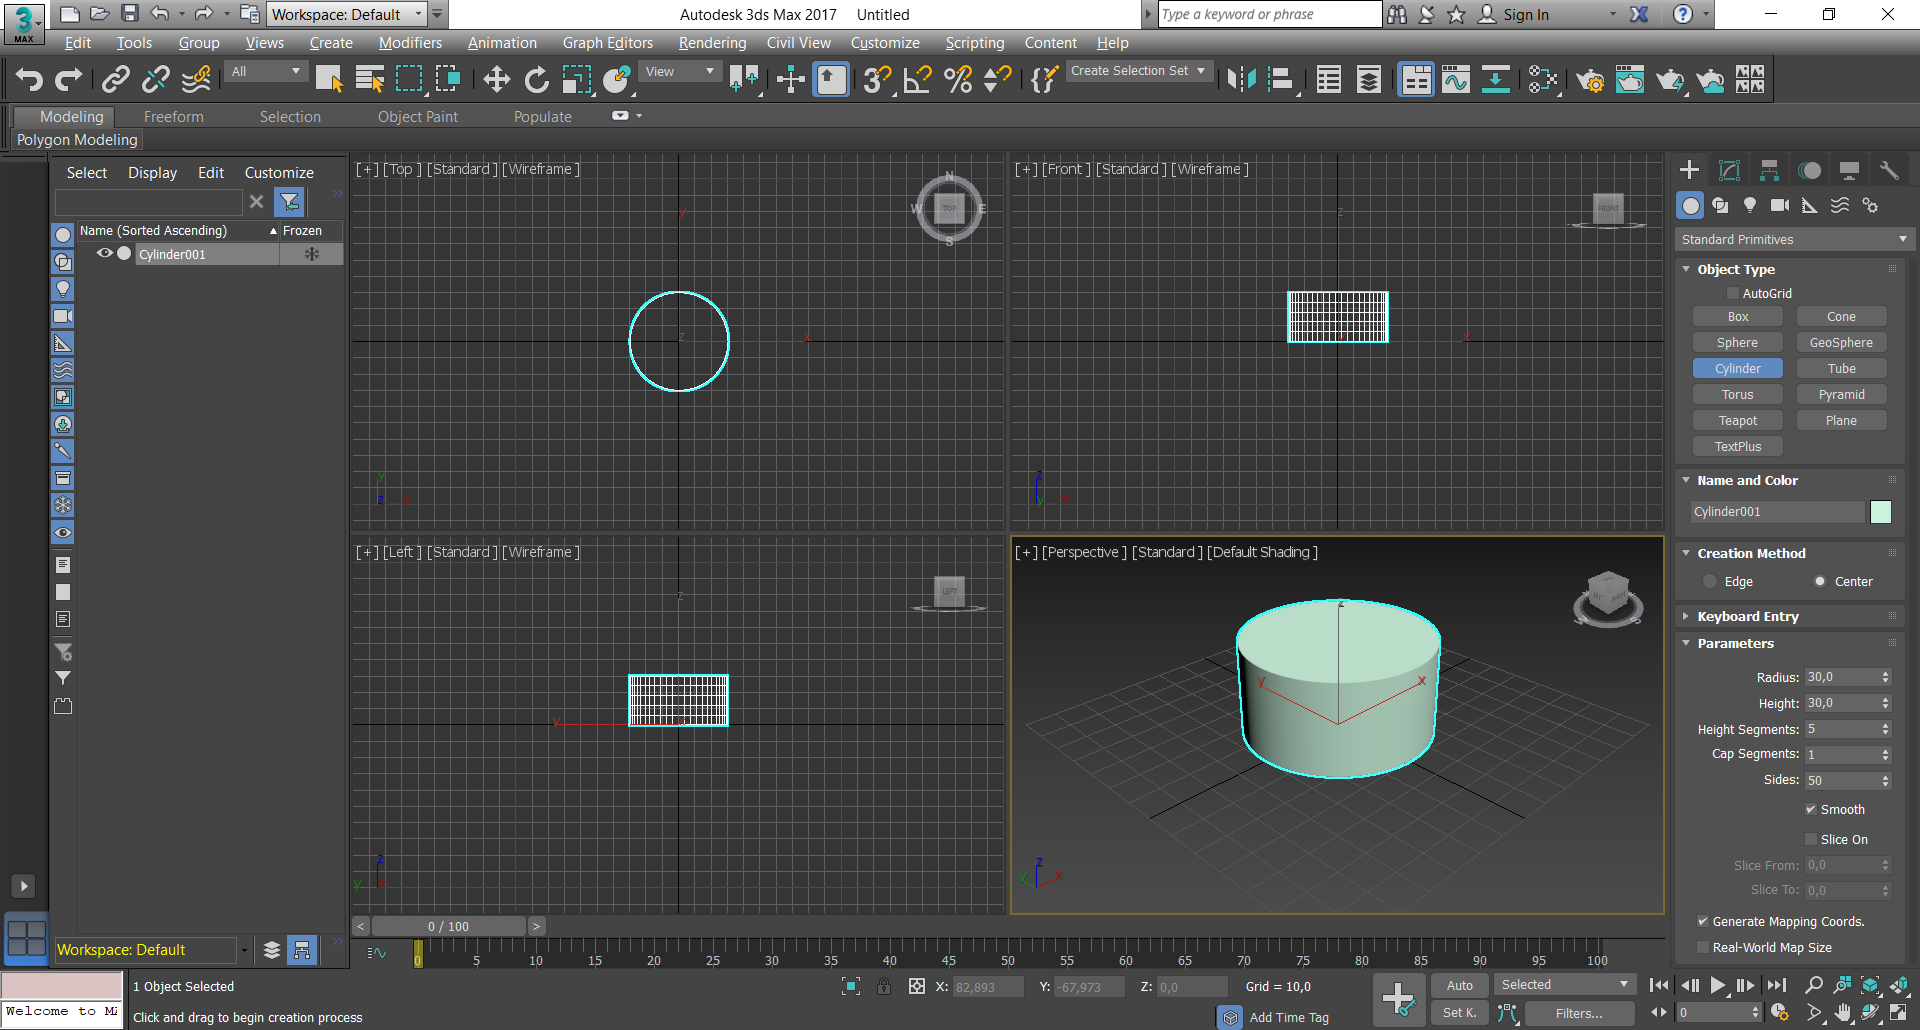 3 MAX Workspace: Default Autodesk 3ds Max 2017 Untitled Type a keyword or phrase Sign In
Edit Tools Group Views Create Modifiers Animation Graph Editors Rendering Civil View Customize Scripting Content Help
All View Create Selection Set
Modeling Freeform Selection Object Paint Populate
Polygon Modeling
Select Display Edit Customize
Name (Sorted Ascending) Frozen
Cylinder001
Workspace: Default
[+] [Top ] [Standard ] [Wireframe ]
N
W TOP E
S
y
z x
y
z x
[+] [Front ] [Standard ] [Wireframe ]
FRONT
z
x
z
y x
[+] [Left ] [Standard ] [Wireframe ]
LEFT
z
y
z
y x
[+] [Perspective ] [Standard ] [Default Shading ]
z
y x
z
y x
Standard Primitives
Object Type
AutoGrid
Box Cone
Sphere GeoSphere
Cylinder Tube
Torus Pyramid
Teapot Plane
TextPlus
Name and Color
Cylinder001
Creation Method
Edge Center
Keyboard Entry
Parameters
Radius: 30,0
Height: 30,0
Height Segments: 5
Cap Segments: 1
Sides: 50
Smooth
Slice On
Slice From: 0,0
Slice To: 0,0
Generate Mapping Coords.
Real-World Map Size
< 0 / 100 >
0 5 10 15 20 25 30 35 40 45 50 55 60 65 70 75 80 85 90 95 100
Welcome to MA
1 Object Selected
X: 82,893 Y: -67,973 Z: 0,0 Grid = 10,0
Auto Selected
Click and drag to begin creation process
Add Time Tag
Set K. Filters... 0